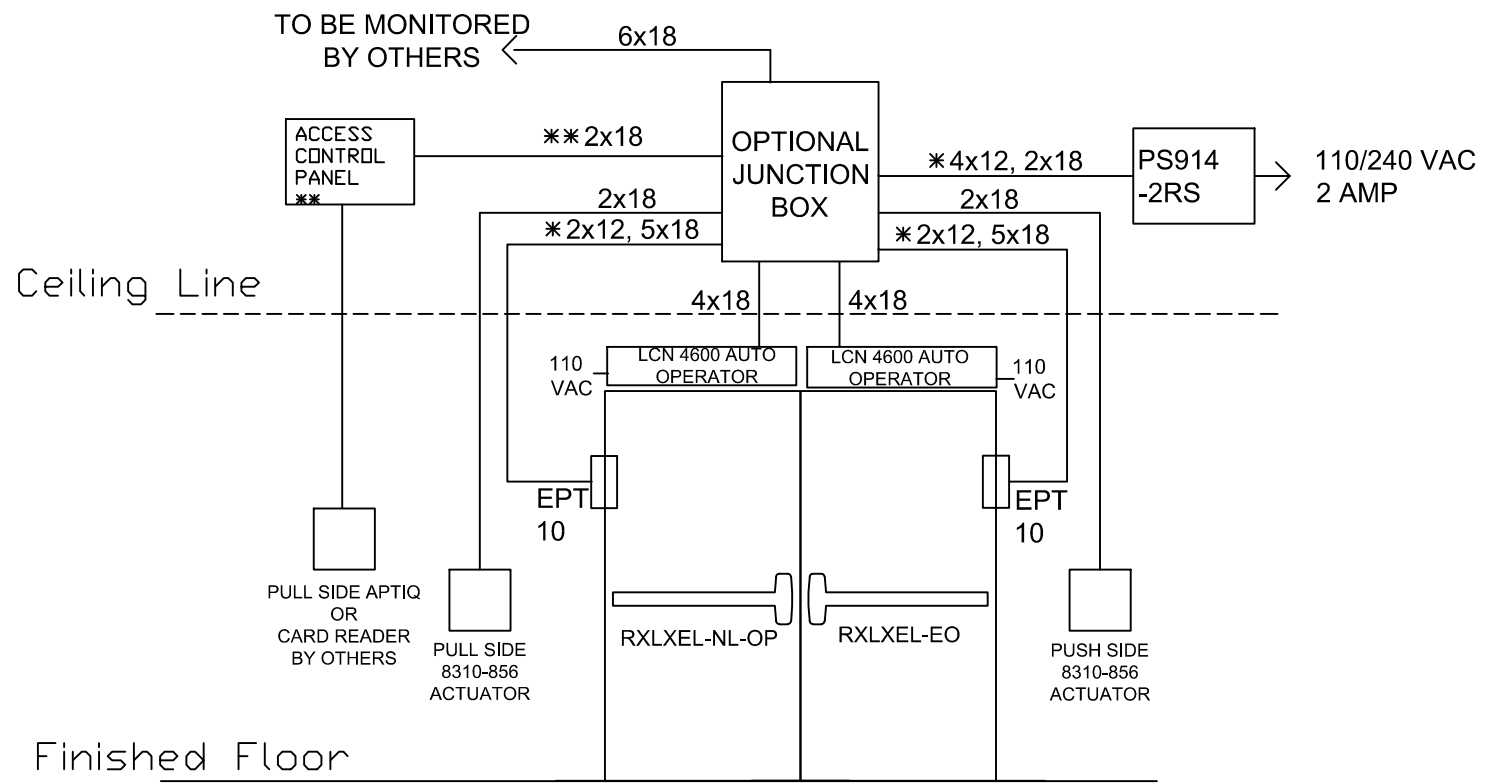 TO BE MONITORED
BY OTHERS
6x18
ACCESS
CONTROL
PANEL
**
**2x18
OPTIONAL
JUNCTION
BOX
*4x12, 2x18
PS914
-2RS
110/240 VAC
2 AMP
2x18
*2x12, 5x18
2x18
*2x12, 5x18
Ceiling Line
4x18
4x18
110
VAC
LCN 4600 AUTO
OPERATOR
LCN 4600 AUTO
OPERATOR
110
VAC
EPT
10
EPT
10
PULL SIDE APTIQ
OR
CARD READER
BY OTHERS
PULL SIDE
8310-856
ACTUATOR
RXLXEL-NL-OP
RXLXEL-EO
PUSH SIDE
8310-856
ACTUATOR
Finished Floor